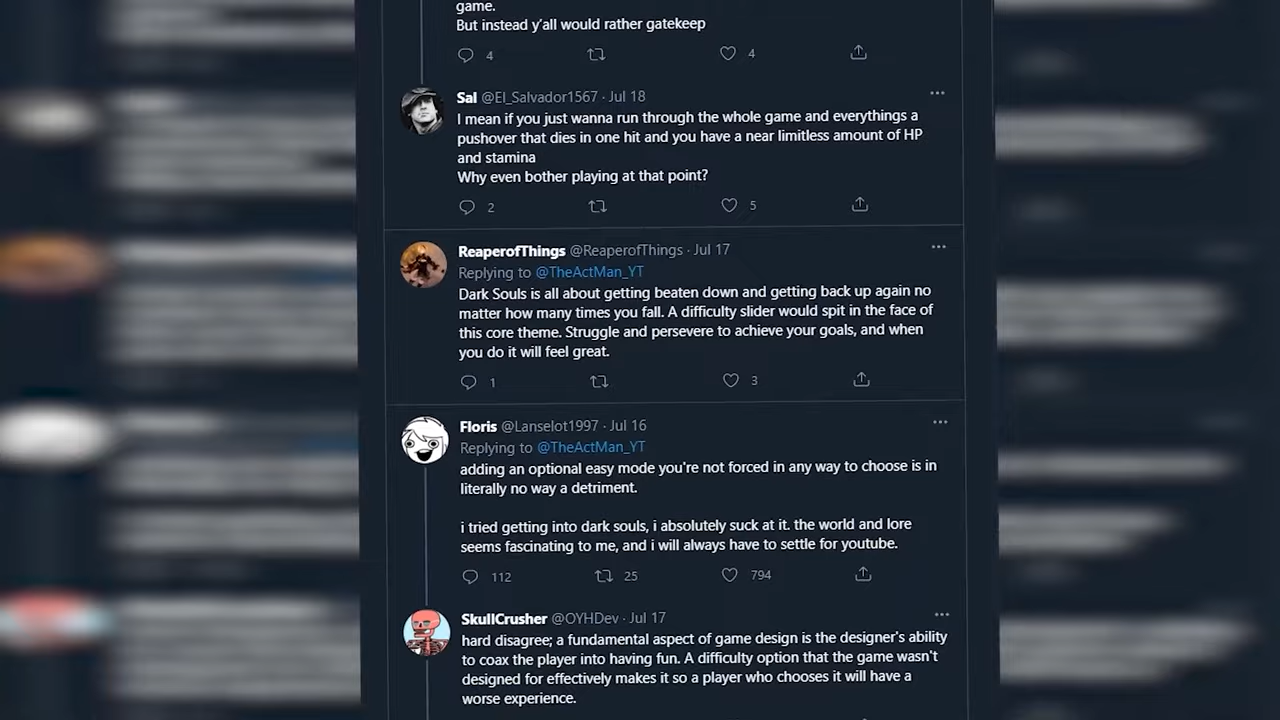 game.
But instead y'all would rather gatekeep
4
4
Sal @El_Salvador1567 · Jul 18
I mean if you just wanna run through the whole game and everythings a
pushover that dies in one hit and you have a near limitless amount of HP
and stamina
Why even bother playing at that point?
2
5
ReaperofThings @ReaperofThings · Jul 17
Replying to @TheActMan_YT
Dark Souls is all about getting beaten down and getting back up again no
matter how many times you fall. A difficulty slider would spit in the face of
this core theme. Struggle and persevere to achieve your goals, and when
you do it will feel great.
1
3
Floris @Lanselot1997 · Jul 16
Replying to @TheActMan_YT
adding an optional easy mode you're not forced in any way to choose is in
literally no way a detriment.
i tried getting into dark souls, i absolutely suck at it. the world and lore
seems fascinating to me, and i will always have to settle for youtube.
112
25
794
SkullCrusher @OYHDev · Jul 17
hard disagree; a fundamental aspect of game design is the designer's ability
to coax the player into having fun. A difficulty option that the game wasn't
designed for effectively makes it so a player who chooses it will have a
worse experience.